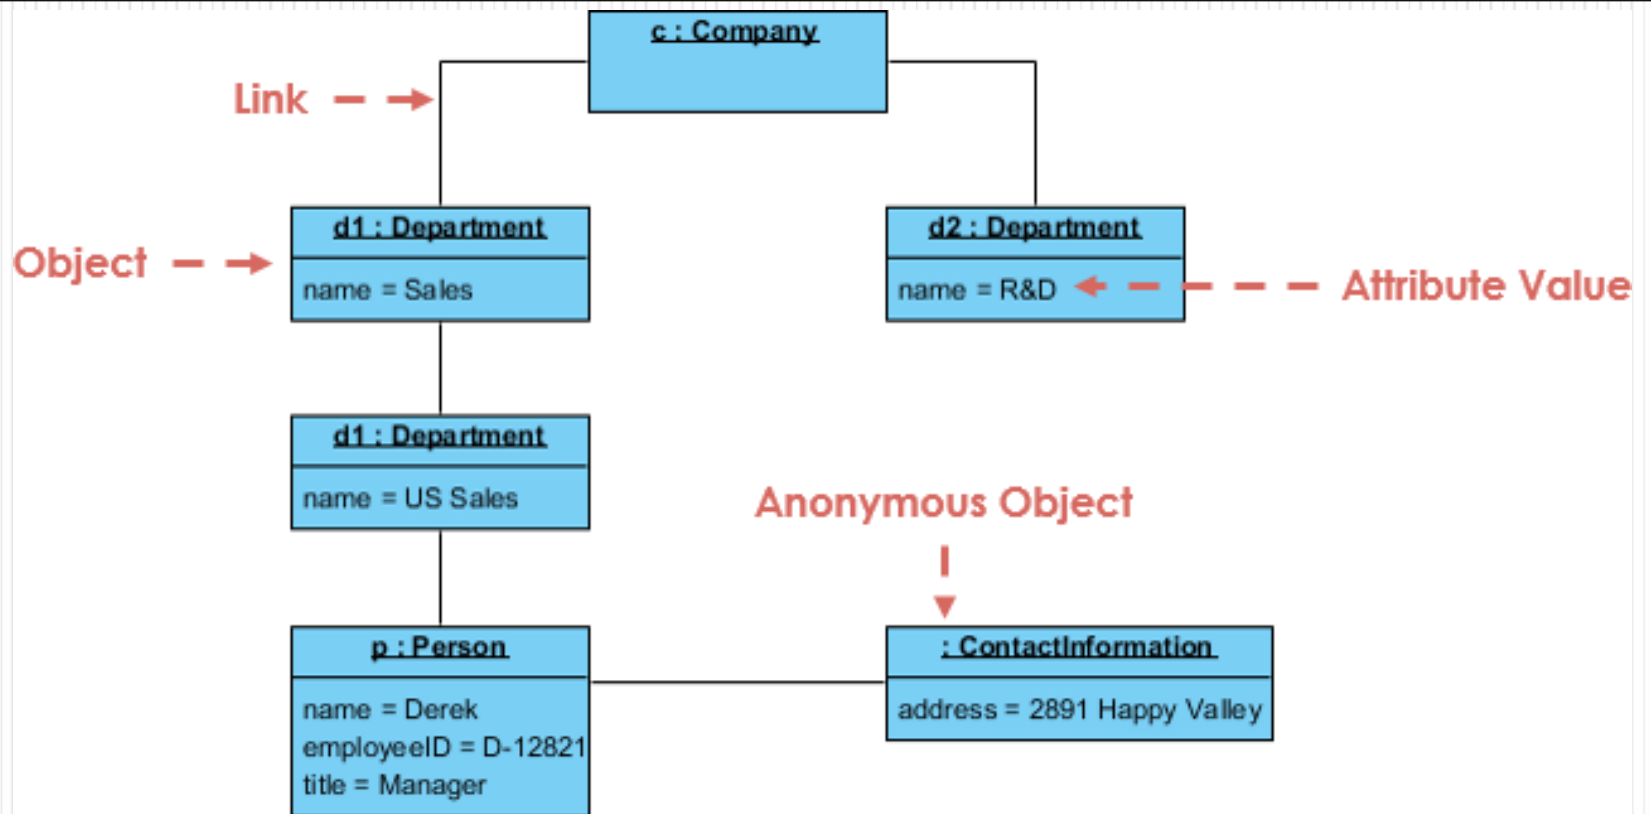 c : Company
Link
d1 : Department
d2 : Department
Object
name = Sales
name = R&D
Attribute Value
d1 : Department
name = US Sales
Anonymous Object
p : Person
: ContactInformation
name = Derek
address = 2891 Happy Valley
employeeID = D-12821
title = Manager